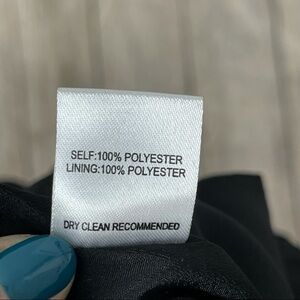 SELF:100% POLYESTER
LINING:100% POLYESTER
DRY CLEAN RECOMMENDED